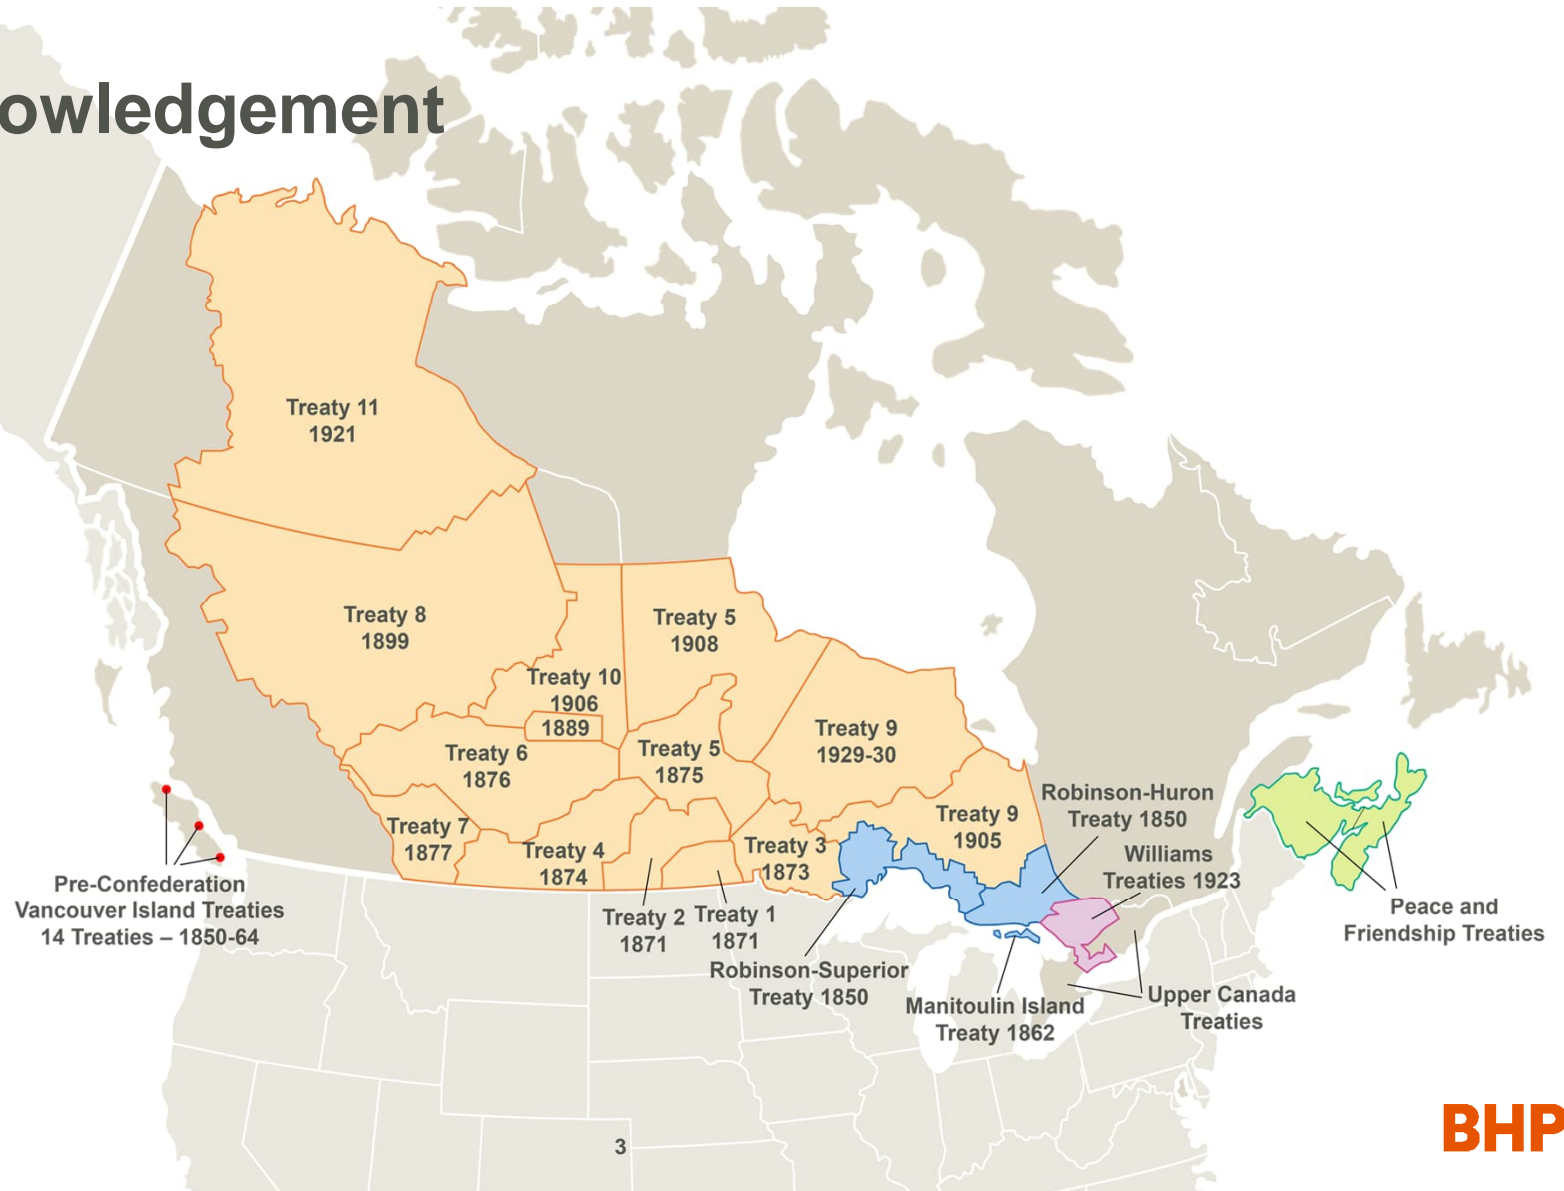 owledgement
Treaty 11
1921
Treaty 8
1899
Treaty 5
1908
Treaty 10
1906
1889
Treaty 6
1876
Treaty 5
1875
Treaty 9
1929-30
Treaty 7
1877
Treaty 4
1874
Treaty 3
1873
Treaty 9
1905
Robinson-Huron
Treaty 1850
Williams
Treaties 1923
Pre-Confederation
Vancouver Island Treaties
14 Treaties – 1850-64
Treaty 2
1871
Treaty 1
1871
Robinson-Superior
Treaty 1850
Manitoulin Island
Treaty 1862
Upper Canada
Treaties
Peace and
Friendship Treaties
3
BHP